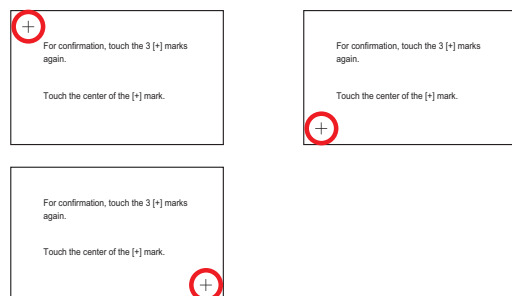 For confirmation, touch the 3 [+] marks
again.
Touch the center of the [+] mark.
For confirmation, touch the 3 [+] marks
again.
Touch the center of the [+] mark.
For confirmation, touch the 3 [+] marks
again.
Touch the center of the [+] mark.